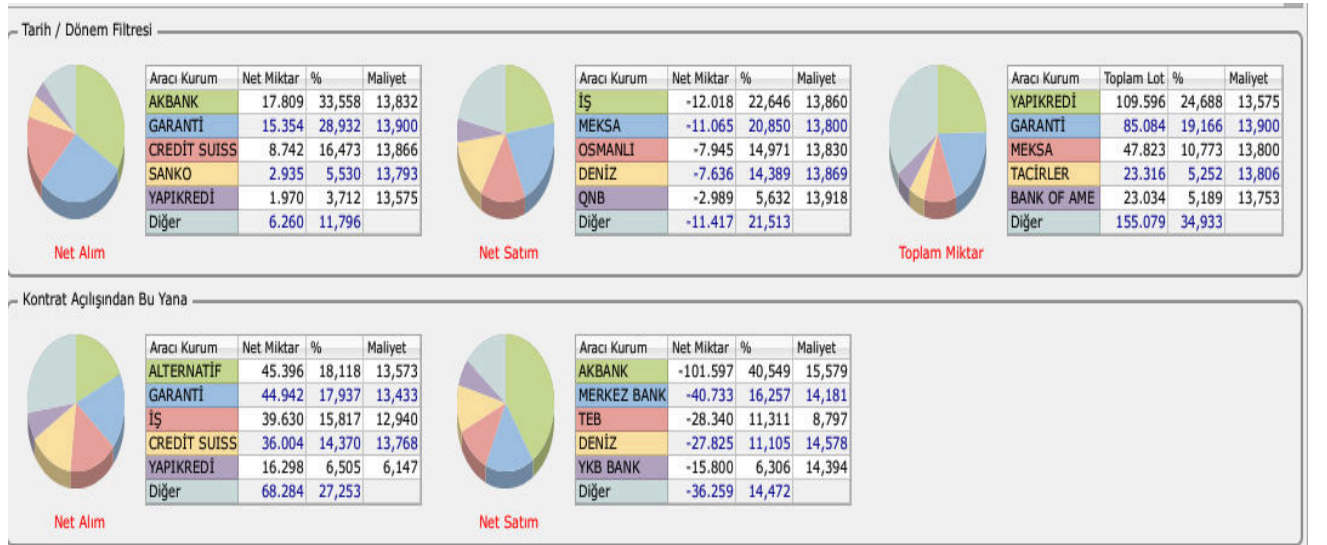 Tarih / Dönem Filtresi
Aracı Kurum Net Miktar % Maliyet
AKBANK 17.809 33,558 13,832
GARANTİ 15.354 28,932 13,900
CREDİT SUISS 8.742 16,473 13,866
SANKO 2.935 5,530 13,793
YAPIKREDİ 1.970 3,712 13,575
Diğer 6.260 11,796
Net Alım
Aracı Kurum Net Miktar % Maliyet
İŞ -12.018 22,646 13,860
MEKSA -11.065 20,850 13,800
OSMANLI -7.945 14,971 13,830
DENİZ -7.636 14,389 13,869
QNB -2.989 5,632 13,918
Diğer -11.417 21,513
Net Satım
Aracı Kurum Toplam Lot % Maliyet
YAPIKREDİ 109.596 24,688 13,575
GARANTİ 85.084 19,166 13,900
MEKSA 47.823 10,773 13,800
TACİRLER 23.316 5,252 13,806
BANK OF AME 23.034 5,189 13,753
Diğer 155.079 34,933
Toplam Miktar
Kontrat Açılışından Bu Yana
Aracı Kurum Net Miktar % Maliyet
ALTERNATİF 45.396 18,118 13,573
GARANTİ 44.942 17,937 13,433
İŞ 39.630 15,817 12,940
CREDİT SUISS 36.004 14,370 13,768
YAPIKREDİ 16.298 6,505 6,147
Diğer 68.284 27,253
Net Alım
Aracı Kurum Net Miktar % Maliyet
AKBANK -101.597 40,549 15,579
MERKEZ BANK -40.733 16,257 14,181
TEB -28.340 11,311 8,797
DENİZ -27.825 11,105 14,578
YKB BANK -15.800 6,306 14,394
Diğer -36.259 14,472
Net Satım